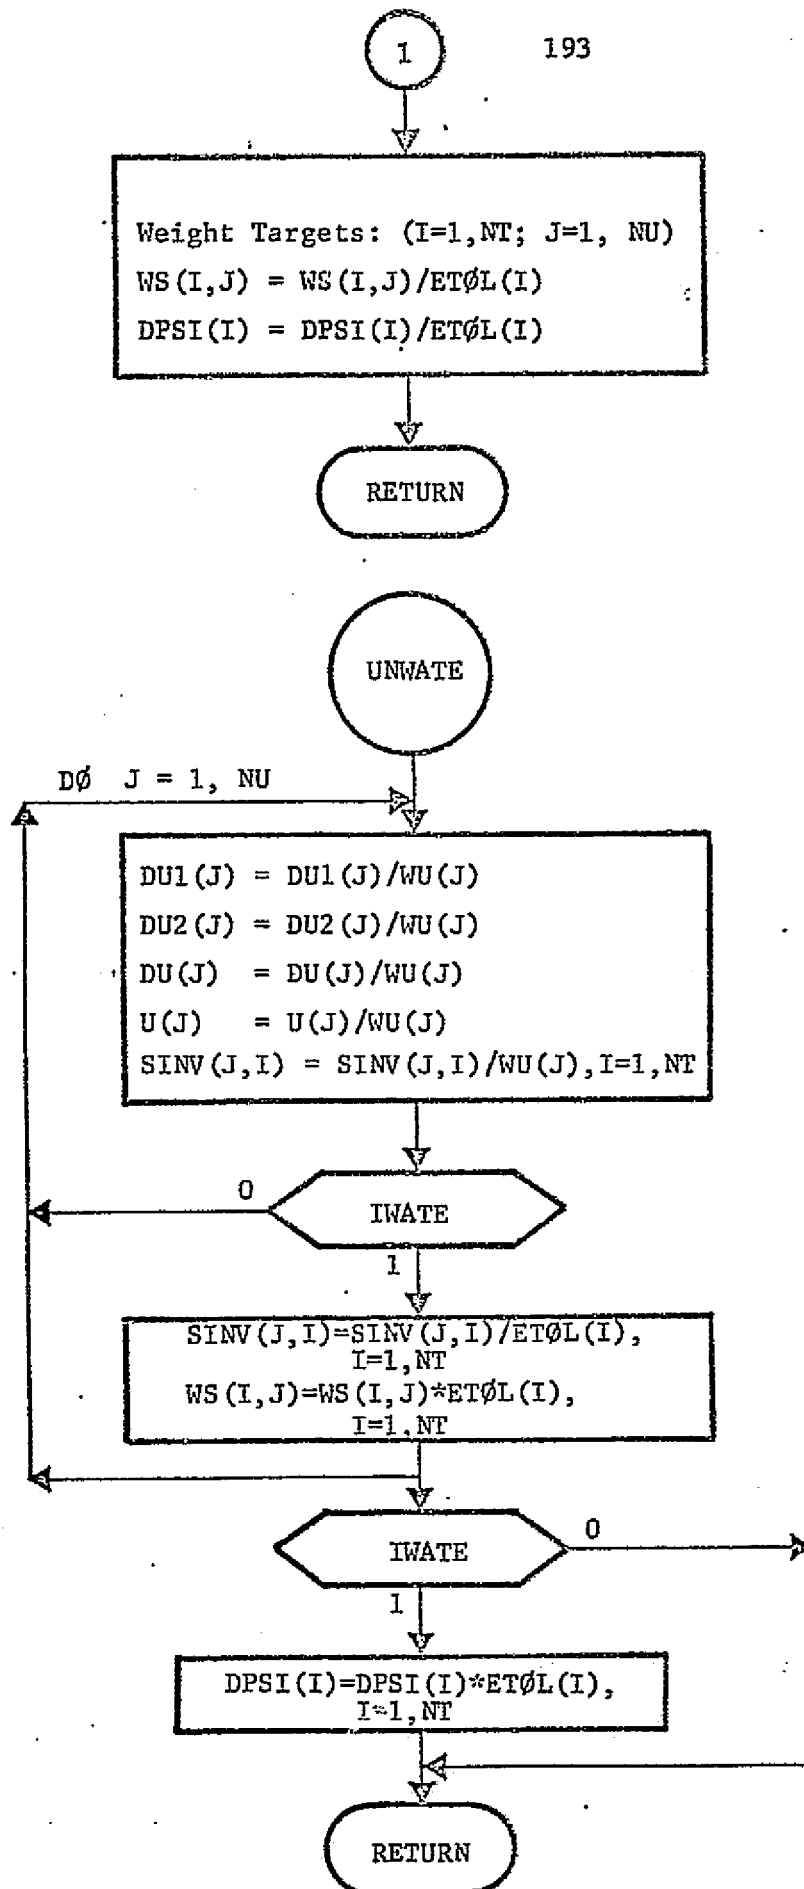 1
193
Weight Targets: (I=1,NT; J=1, NU)
WS(I,J) = WS(I,J)/ETØL(I)
DPSI(I) = DPSI(I)/ETØL(I)
RETURN
UNWATE
DØ J = 1, NU
DU1(J) = DU1(J)/WU(J)
DU2(J) = DU2(J)/WU(J)
DU(J) = DU(J)/WU(J)
U(J) = U(J)/WU(J)
SINV(J,I) = SINV(J,I)/WU(J),I=1,NT
0
IWATE
1
SINV(J,I)=SINV(J,I)/ETØL(I),
I=1,NT
WS(I,J)=WS(I,J)*ETØL(I),
I=1,NT
IWATE
0
1
DPSI(I)=DPSI(I)*ETØL(I),
I=1,NT
RETURN